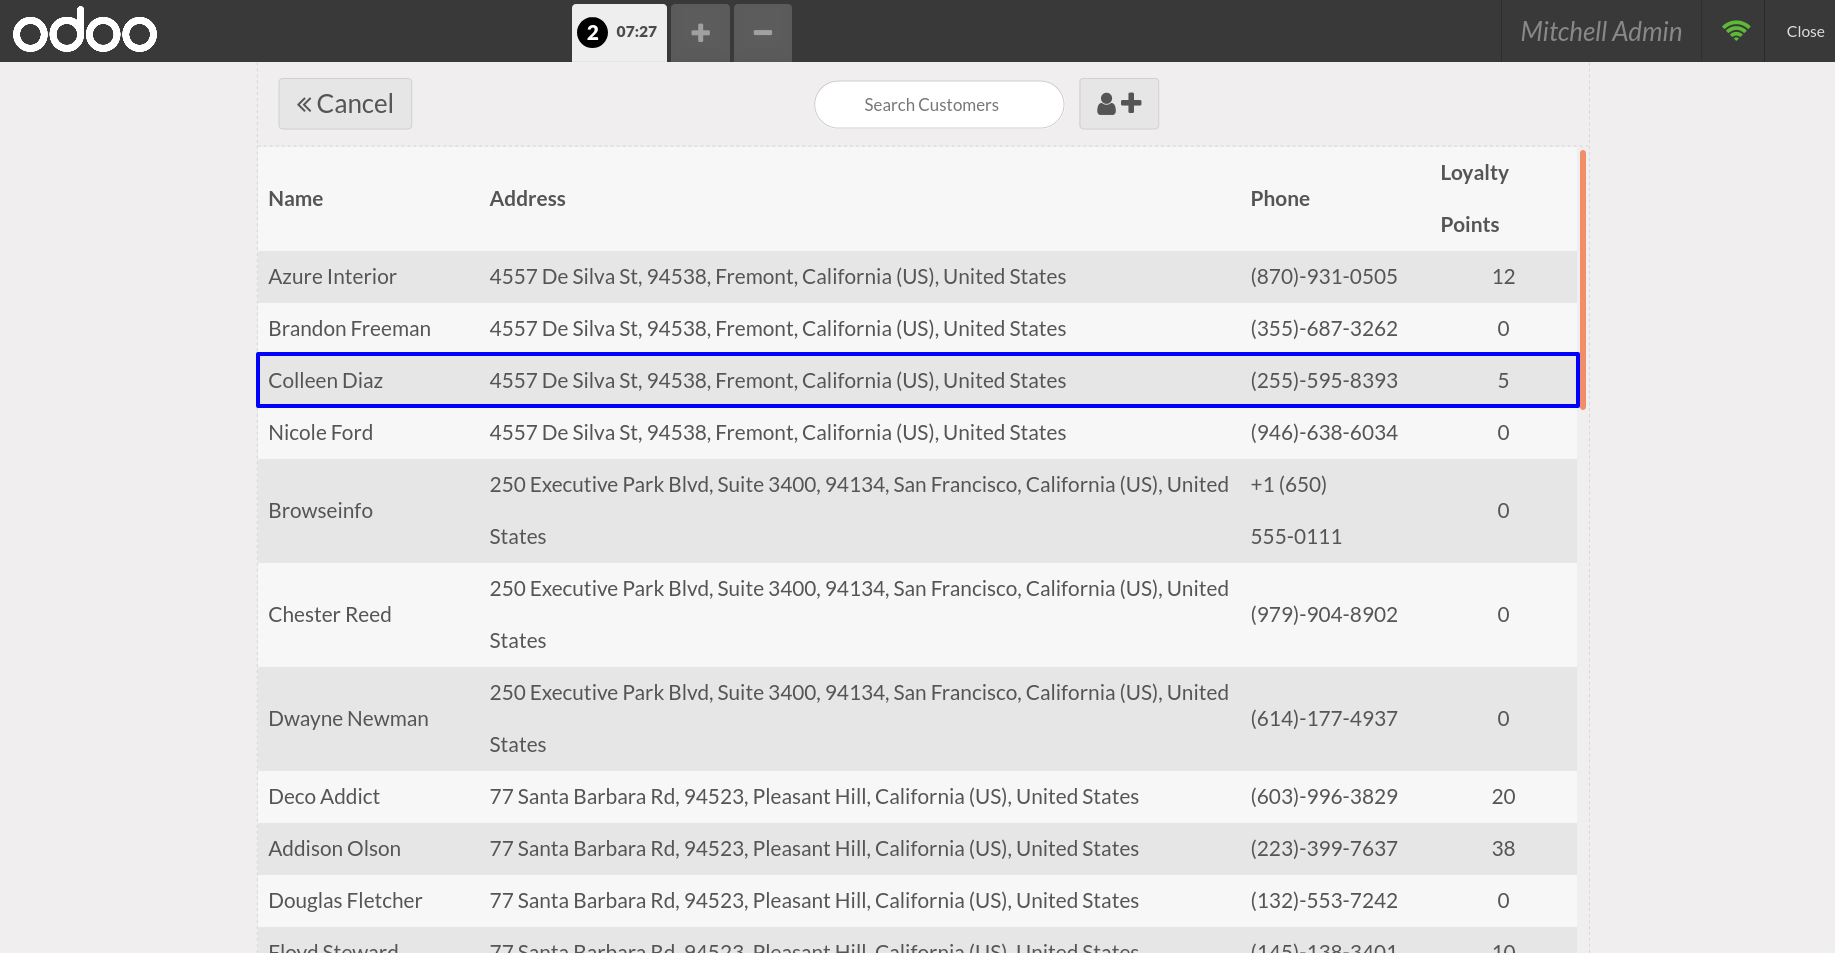 odoo 2 07:27 + − Mitchell Admin Close
« Cancel Search Customers
Name Address Phone Loyalty Points
Azure Interior 4557 De Silva St, 94538, Fremont, California (US), United States (870)-931-0505 12
Brandon Freeman 4557 De Silva St, 94538, Fremont, California (US), United States (355)-687-3262 0
Colleen Diaz 4557 De Silva St, 94538, Fremont, California (US), United States (255)-595-8393 5
Nicole Ford 4557 De Silva St, 94538, Fremont, California (US), United States (946)-638-6034 0
Browseinfo 250 Executive Park Blvd, Suite 3400, 94134, San Francisco, California (US), United States +1 (650) 555-0111 0
Chester Reed 250 Executive Park Blvd, Suite 3400, 94134, San Francisco, California (US), United States (979)-904-8902 0
Dwayne Newman 250 Executive Park Blvd, Suite 3400, 94134, San Francisco, California (US), United States (614)-177-4937 0
Deco Addict 77 Santa Barbara Rd, 94523, Pleasant Hill, California (US), United States (603)-996-3829 20
Addison Olson 77 Santa Barbara Rd, 94523, Pleasant Hill, California (US), United States (223)-399-7637 38
Douglas Fletcher 77 Santa Barbara Rd, 94523, Pleasant Hill, California (US), United States (132)-553-7242 0
Floyd Steward 77 Santa Barbara Rd, 94523, Pleasant Hill, California (US), United States (145)-138-3401 10